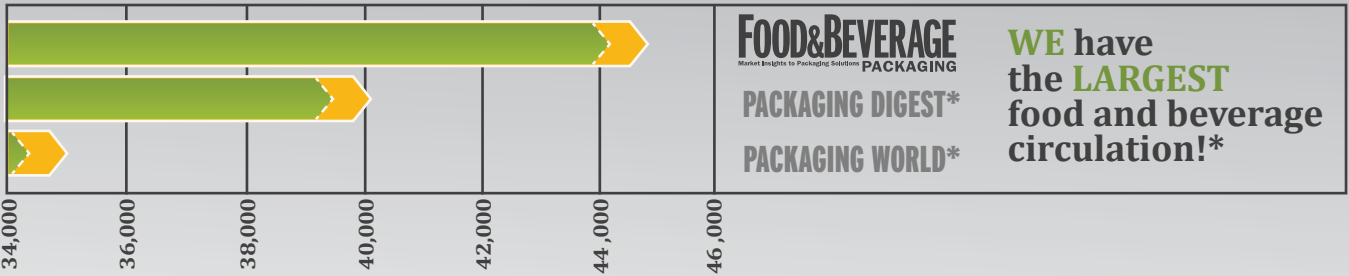 FOOD&BEVERAGE
Market Insights to Packaging Solutions PACKAGING
PACKAGING DIGEST*
PACKAGING WORLD*
WE have
the LARGEST
food and beverage
circulation!*
34,000
36,000
38,000
40,000
42,000
44,000
46,000